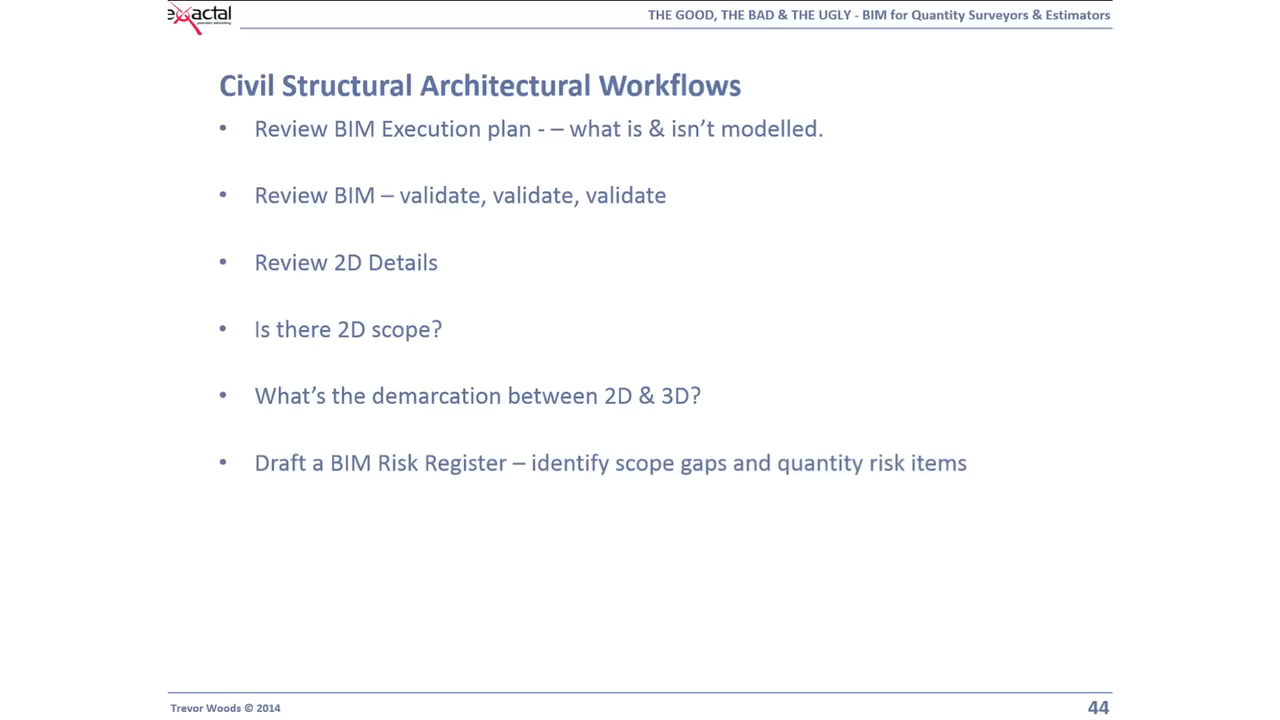 exactal
THE GOOD, THE BAD & THE UGLY - BIM for Quantity Surveyors & Estimators
Civil Structural Architectural Workflows
• Review BIM Execution plan - – what is & isn’t modelled.
• Review BIM – validate, validate, validate
• Review 2D Details
• Is there 2D scope?
• What’s the demarcation between 2D & 3D?
• Draft a BIM Risk Register – identify scope gaps and quantity risk items
Trevor Woods © 2014
44